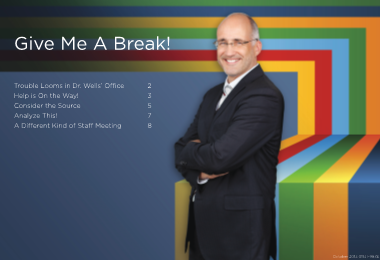 Give Me A Break!
Trouble Looms in Dr. Wells' Office 2
Help is On the Way! 3
Consider the Source 5
Analyze This! 7
A Different Kind of Staff Meeting 8